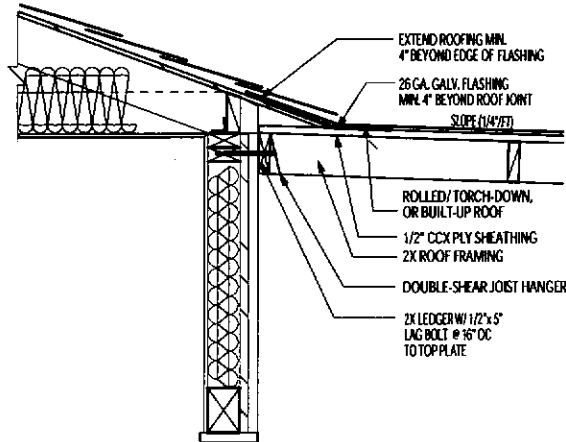 EXTEND ROOFING MIN.
4" BEYOND EDGE OF FLASHING
26 GA. GALV. FLASHING
MIN. 4" BEYOND ROOF JOINT
SLOPE (1/4"/FT)
ROLLED/ TORCH-DOWN,
OR BUILT-UP ROOF
1/2" CCX PLY SHEATHING
2X ROOF FRAMING
DOUBLE-SHEAR JOIST HANGER
2X LEDGER W/ 1/2"x 5"
LAG BOLT @ 16" OC
TO TOP PLATE